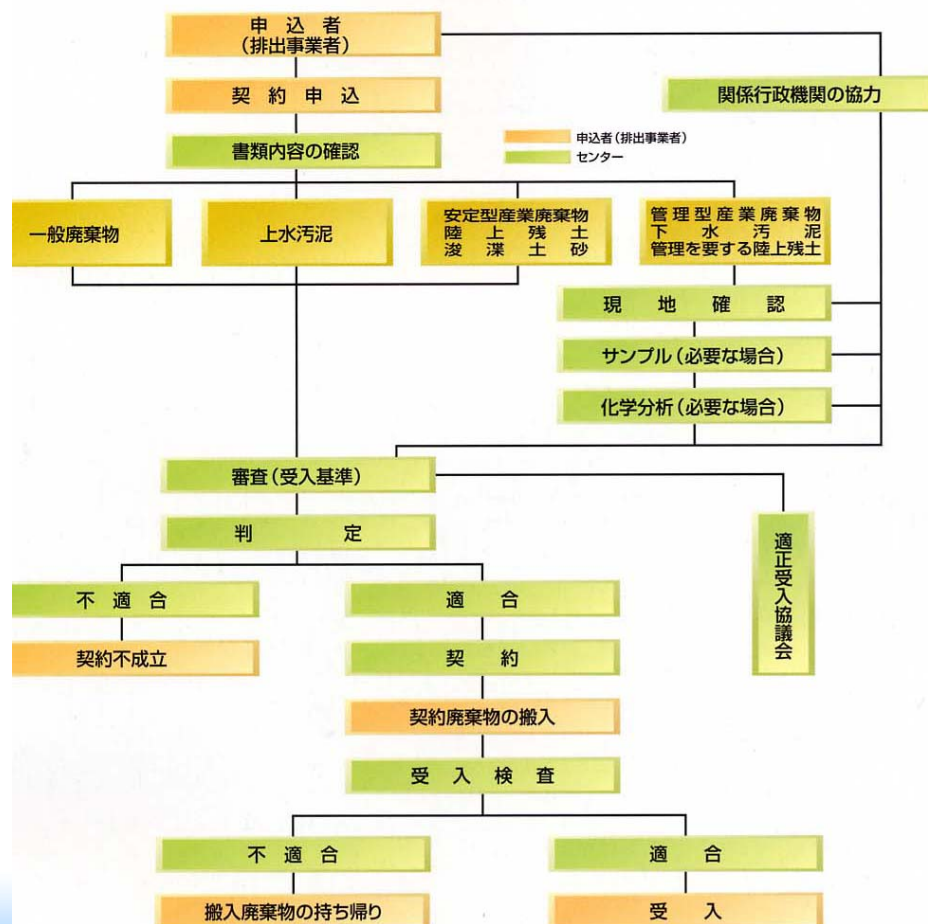 申込者
(排出事業者)
契約申込
関係行政機関の協力
申込者(排出事業者)
センター
書類内容の確認
一般廃棄物
上水汚泥
安定型産業廃棄物
陸上残土
浚渫土砂
管理型産業廃棄物
下水汚泥
管理を要する陸上残土
現地確認
サンプル(必要な場合)
化学分析(必要な場合)
審査(受入基準)
判定
適正受入協議会
不適合
適合
契約不成立
契約
契約廃棄物の搬入
受入検査
不適合
適合
搬入廃棄物の持ち帰り
受入